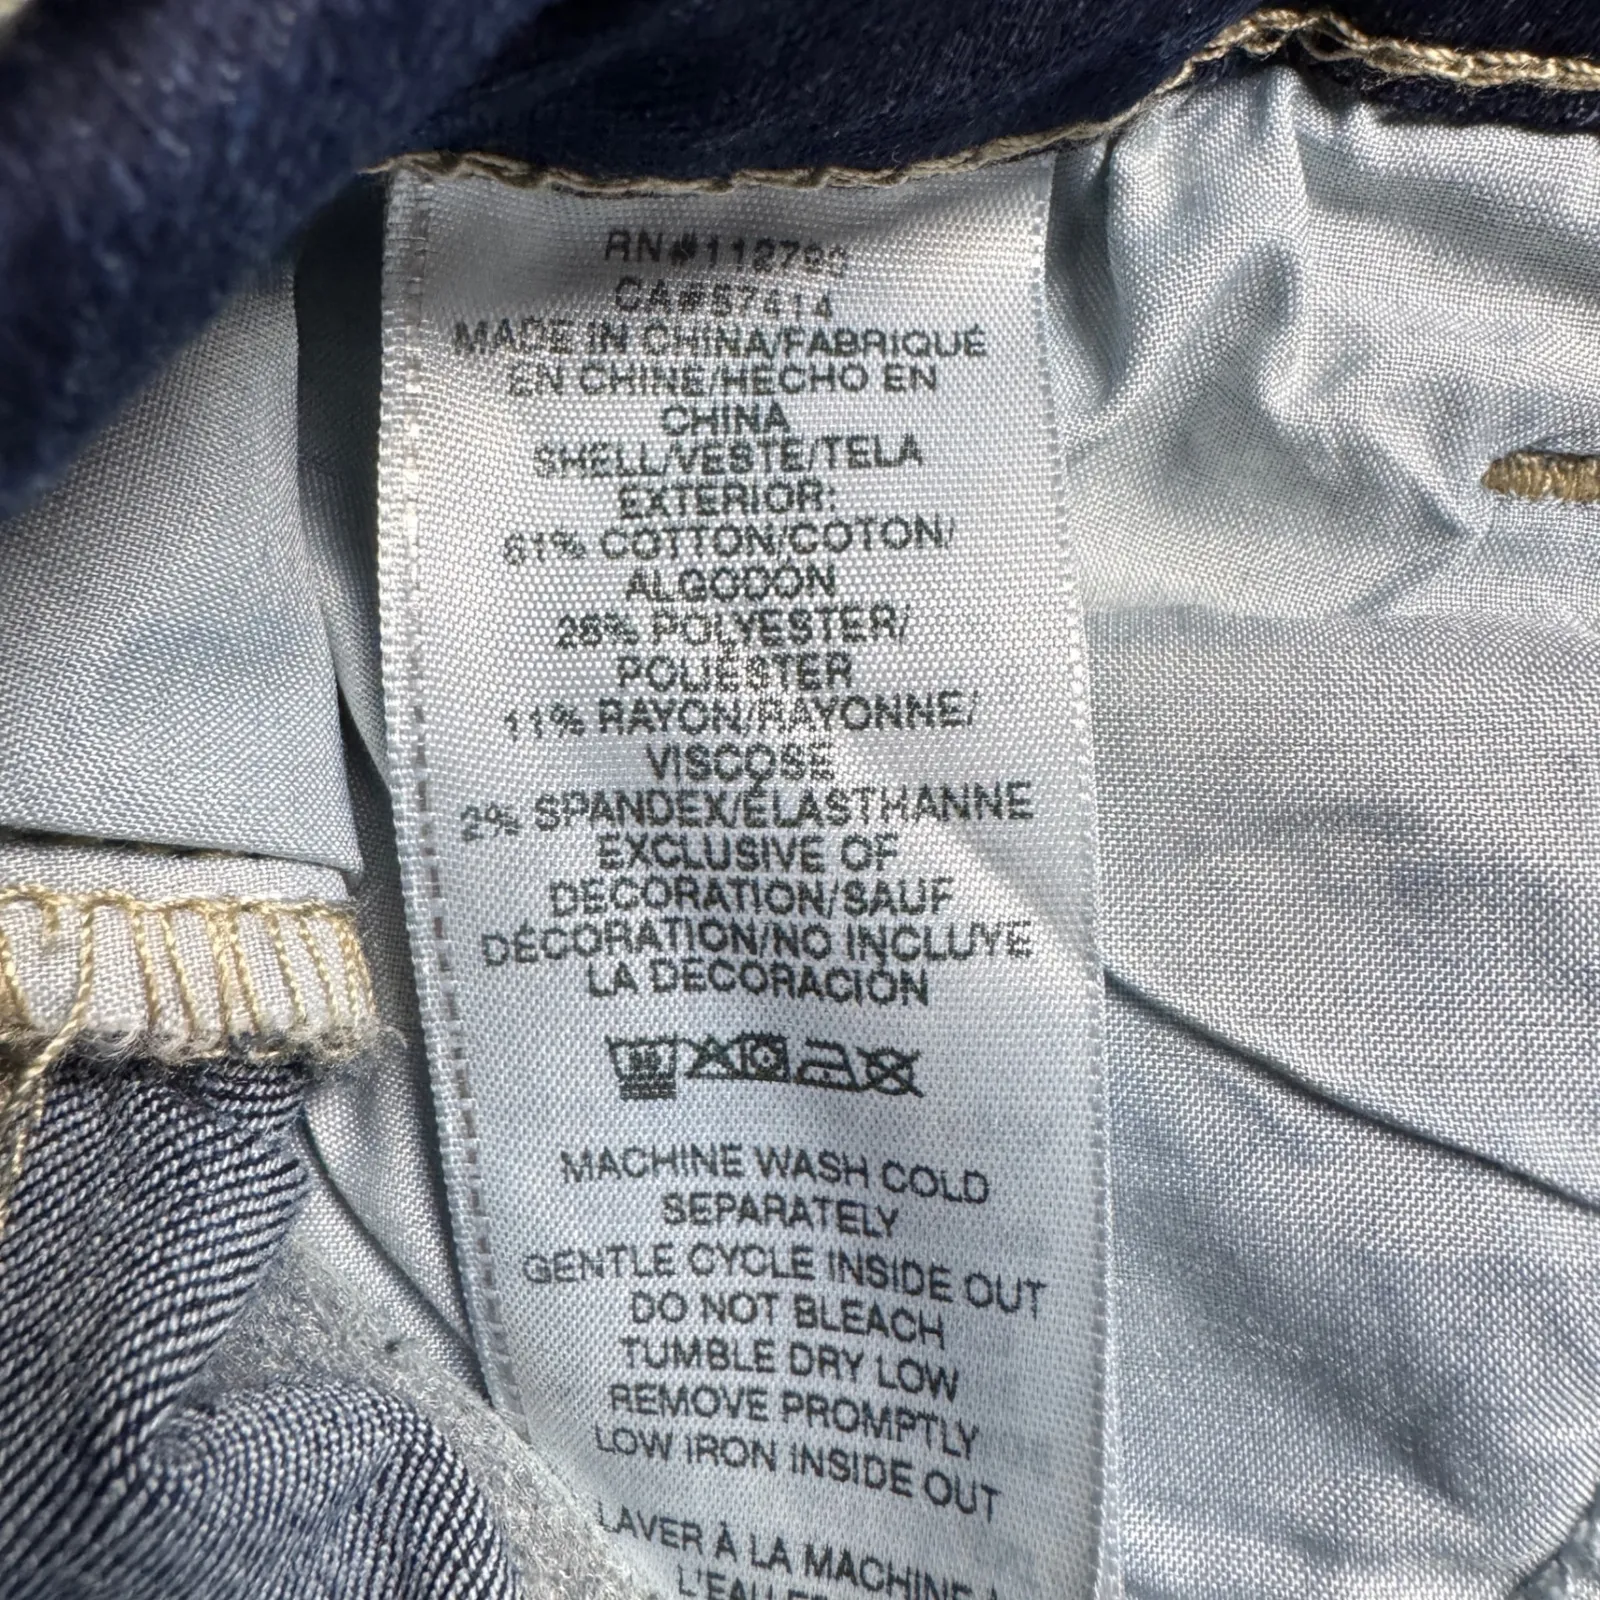 CA#57414
MADE IN CHINA/FABRIQUÉ
EN CHINE/HECHO EN
CHINA
SHELL/VESTE/TELA
EXTERIOR:
61% COTTON/COTON/
ALGODÓN
26% POLYESTER/
POLIÉSTER
11% RAYON/RAYONNE/
VISCOSE
2% SPANDEX/ÉLASTHANNE
EXCLUSIVE OF
DECORATION/SAUF
DÉCORATION/NO INCLUYE
LA DECORACIÓN
MACHINE WASH COLD
SEPARATELY
GENTLE CYCLE INSIDE OUT
DO NOT BLEACH
TUMBLE DRY LOW
REMOVE PROMPTLY
LOW IRON INSIDE OUT
LAVER À LA MACHINE À